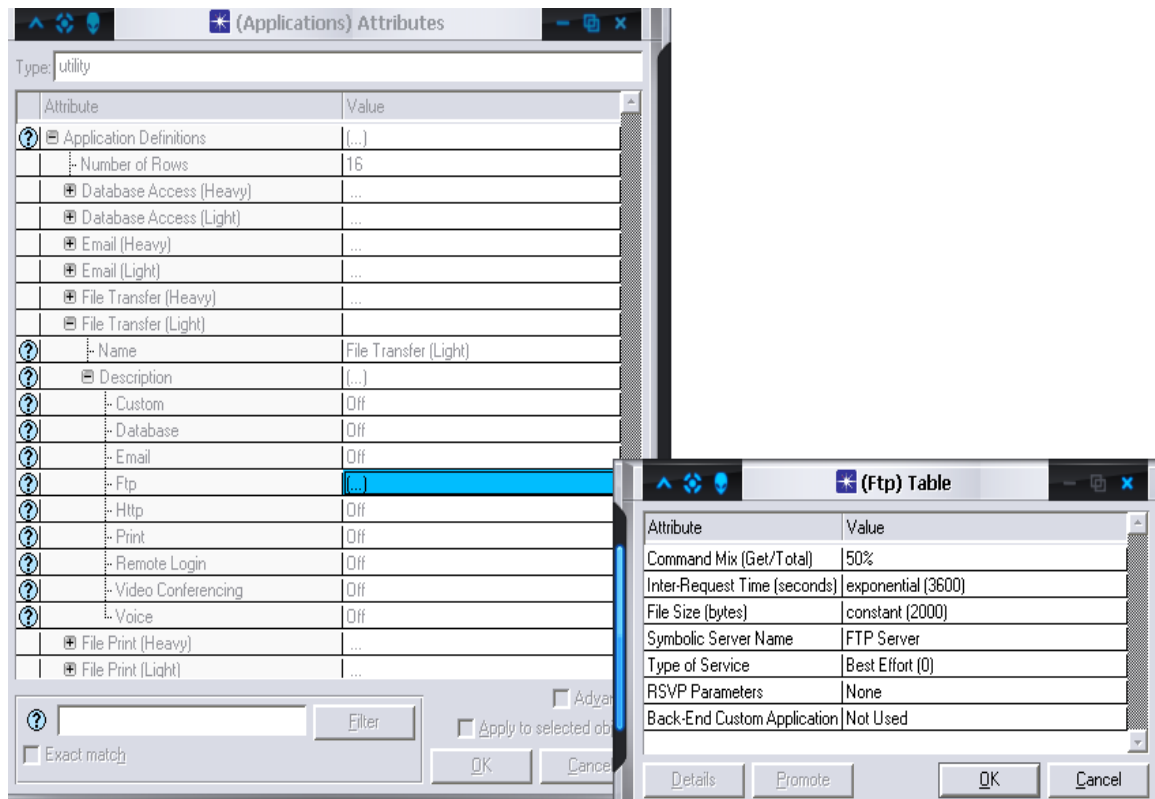 (Applications) Attributes
Type: utility
Attribute Value
Application Definitions (...)
Number of Rows 16
Database Access (Heavy) ...
Database Access (Light) ...
Email (Heavy) ...
Email (Light) ...
File Transfer (Heavy) ...
File Transfer (Light)
Name File Transfer (Light)
Description (...)
Custom Off
Database Off
Email Off
Ftp (...)
Http Off
Print Off
Remote Login Off
Video Conferencing Off
Voice Off
File Print (Heavy) ...
File Print (Light) ...
Filter
Exact match
Advan
Apply to selected obj
OK Cancel
(Ftp) Table
Attribute Value
Command Mix (Get/Total) 50%
Inter-Request Time (seconds) exponential (3600)
File Size (bytes) constant (2000)
Symbolic Server Name FTP Server
Type of Service Best Effort (0)
RSVP Parameters None
Back-End Custom Application Not Used
Details Promote OK Cancel